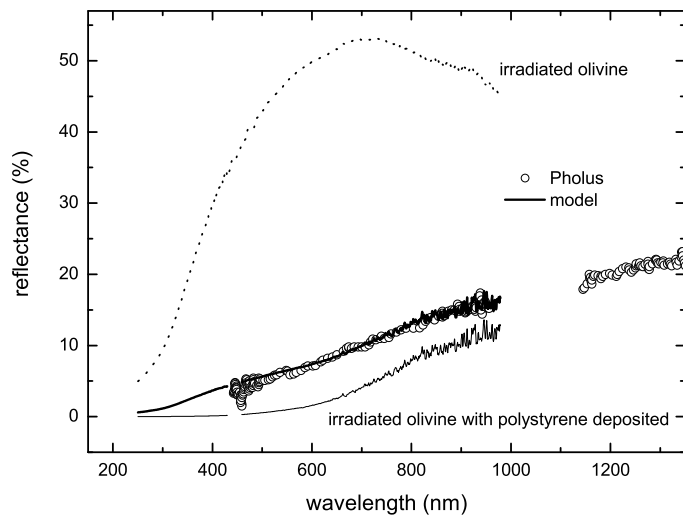 50
40
30
20
10
0
reflectance (%)
irradiated olivine
Pholus
model
irradiated olivine with polystyrene deposited
200 400 600 800 1000 1200
wavelength (nm)